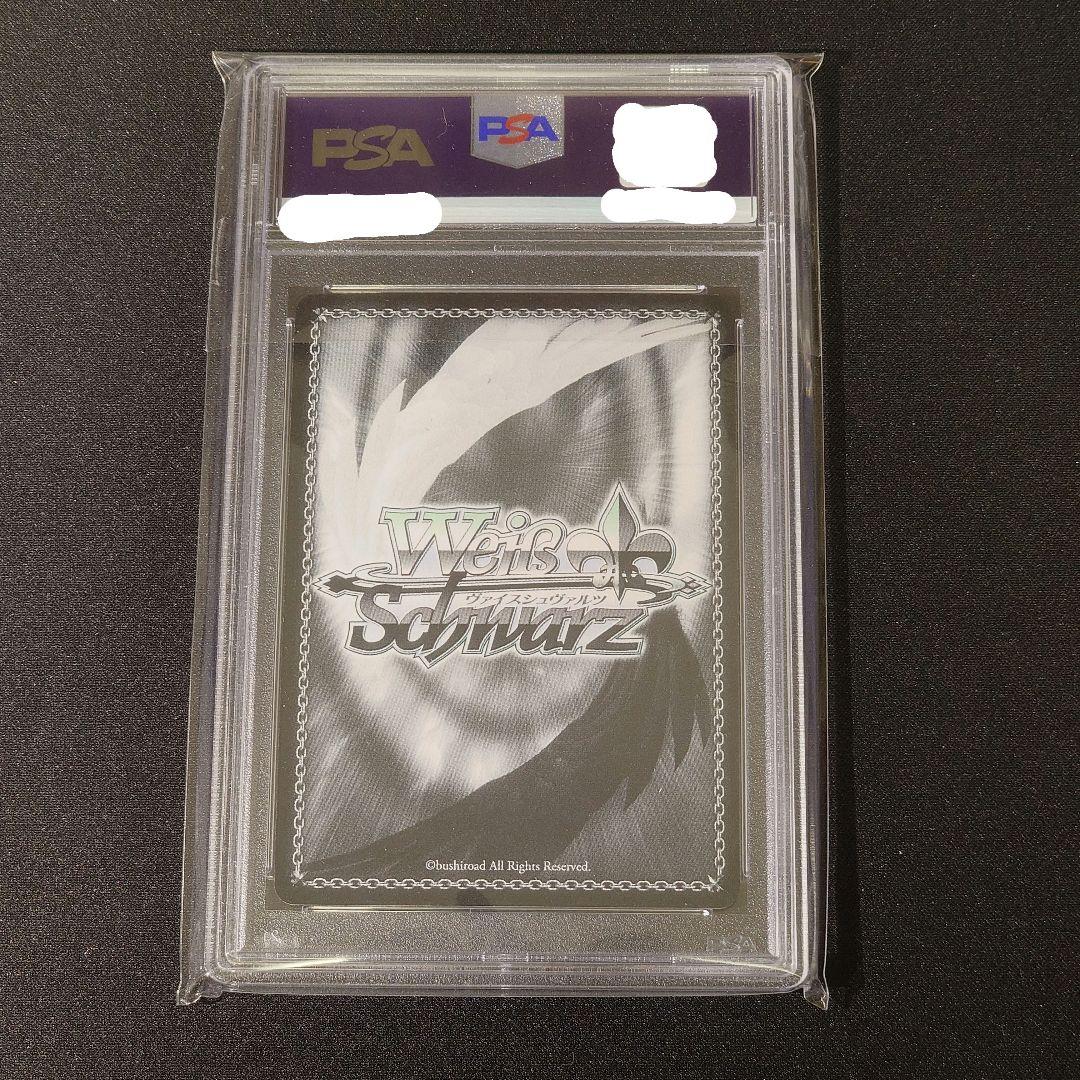 PSA
PSA
Weiß
ヴァイスシュヴァルツ
Schwarz
©bushiroad All Rights Reserved.
PSA